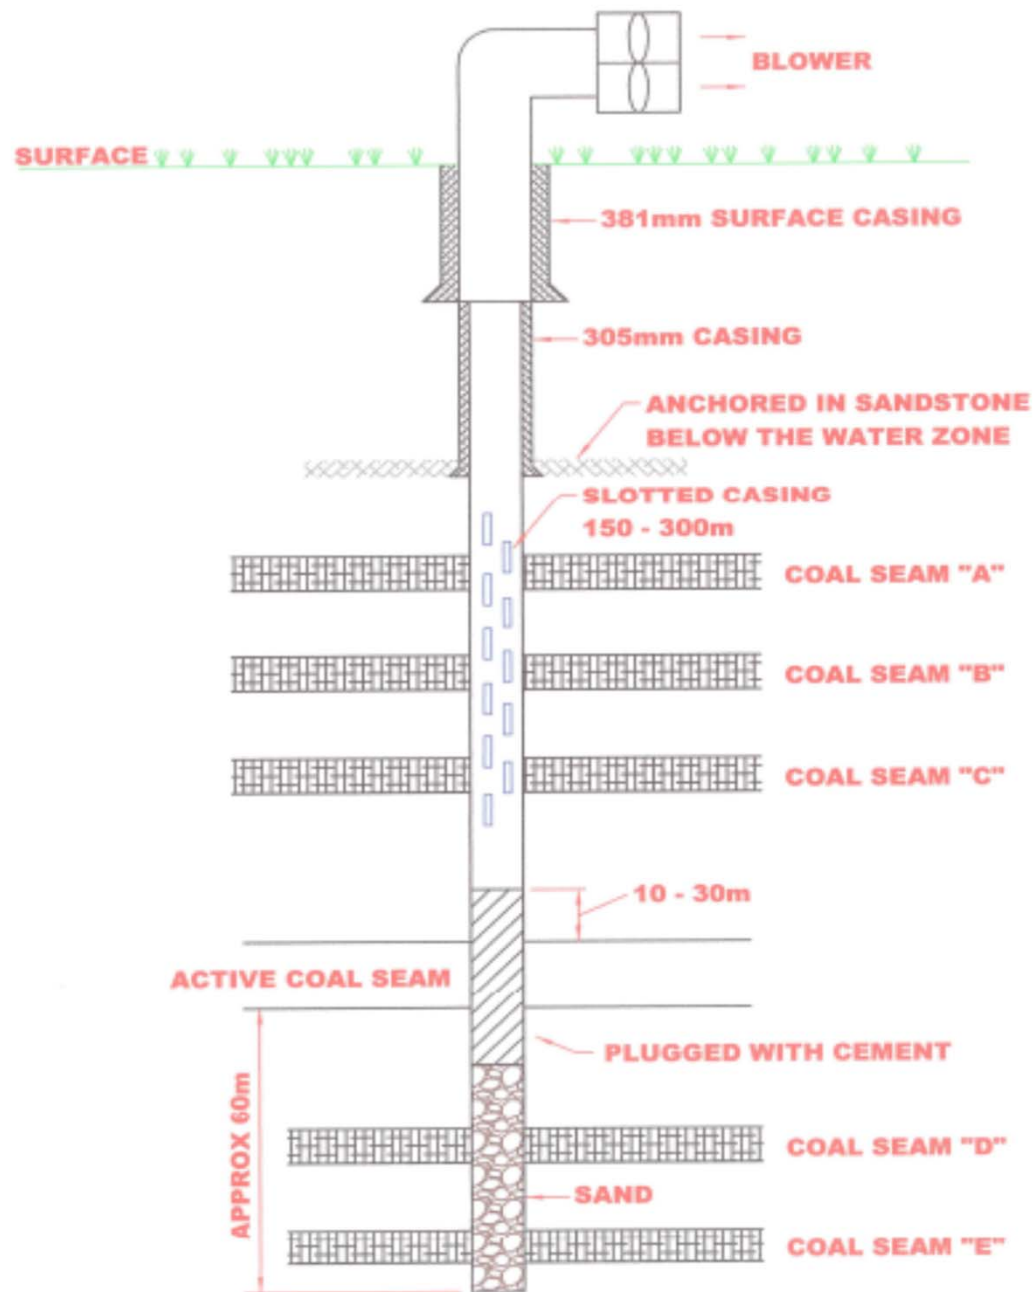 BLOWER
SURFACE
381mm SURFACE CASING
305mm CASING
ANCHORED IN SANDSTONE
BELOW THE WATER ZONE
SLOTTED CASING
150 - 300m
COAL SEAM "A"
COAL SEAM "B"
COAL SEAM "C"
10 - 30m
ACTIVE COAL SEAM
PLUGGED WITH CEMENT
APPROX 60m
COAL SEAM "D"
SAND
COAL SEAM "E"